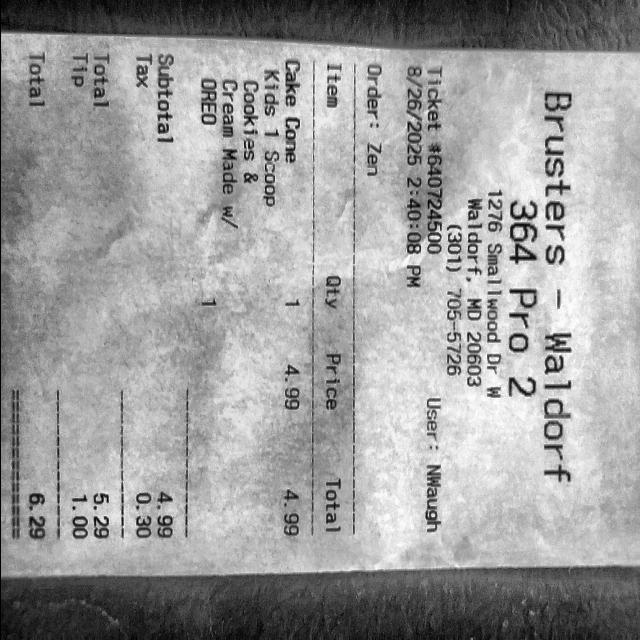 Brusters - Waldorf
364 Pro 2
1276 Smallwood Dr W
Waldorf, MD 20603
(301) 705-5726
Ticket #640724500 User: NWaugh
8/26/2025 2:40:08 PM
Order: Zen
Item Qty Price Total
Cake Cone 1 4.99 4.99
Kids 1 Scoop
Cookies &
Cream Made w/
OREO 1
Subtotal 4.99
Tax 0.30
Total 5.29
Tip 1.00
Total 6.29